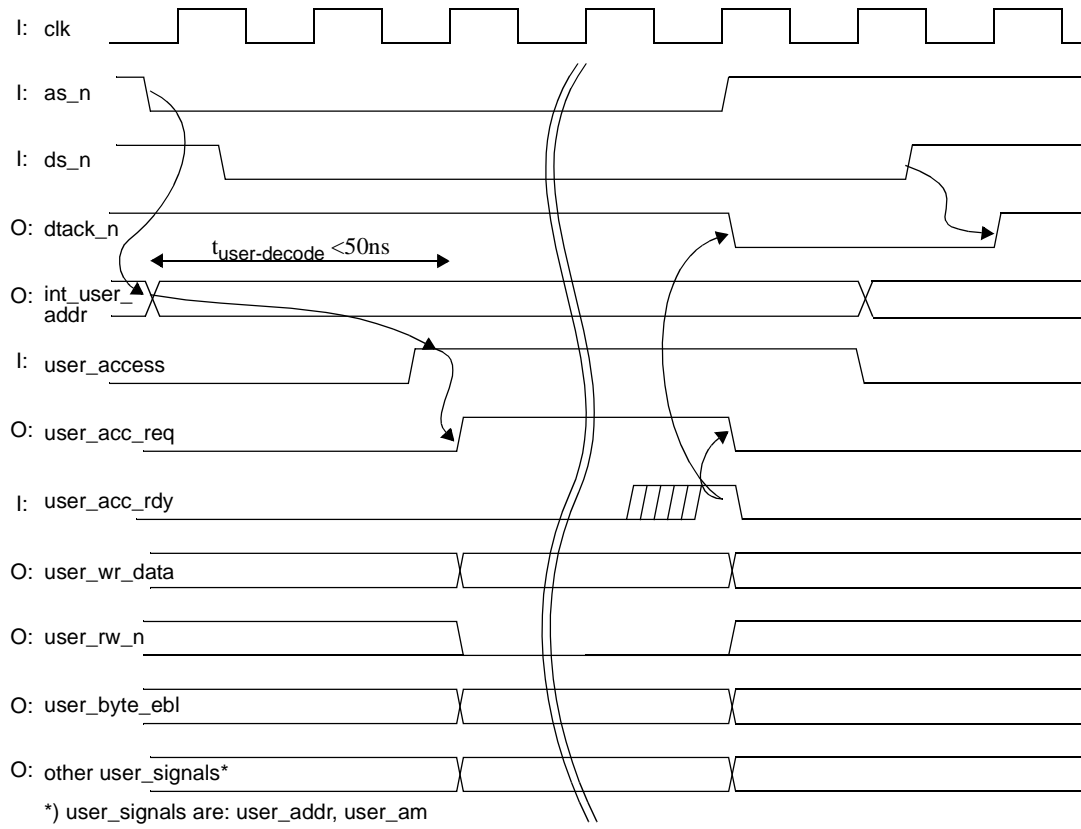 I: clk
I: as_n
I: ds_n
O: dtack_n
tuser-decode <50ns
O: int_user_
addr
I: user_access
O: user_acc_req
I: user_acc_rdy
O: user_wr_data
O: user_rw_n
O: user_byte_ebl
O: other user_signals*
*) user_signals are: user_addr, user_am